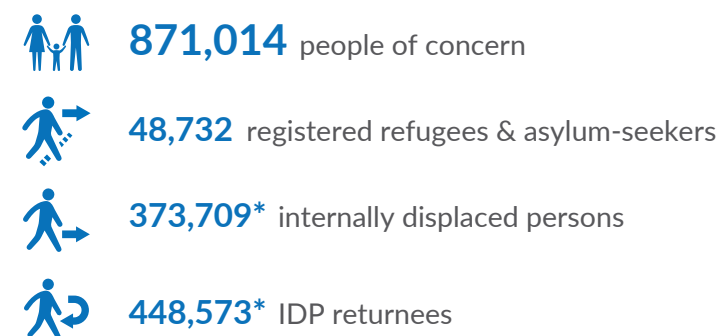 871,014 people of concern
48,732 registered refugees & asylum-seekers
373,709* internally displaced persons
448,573* IDP returnees